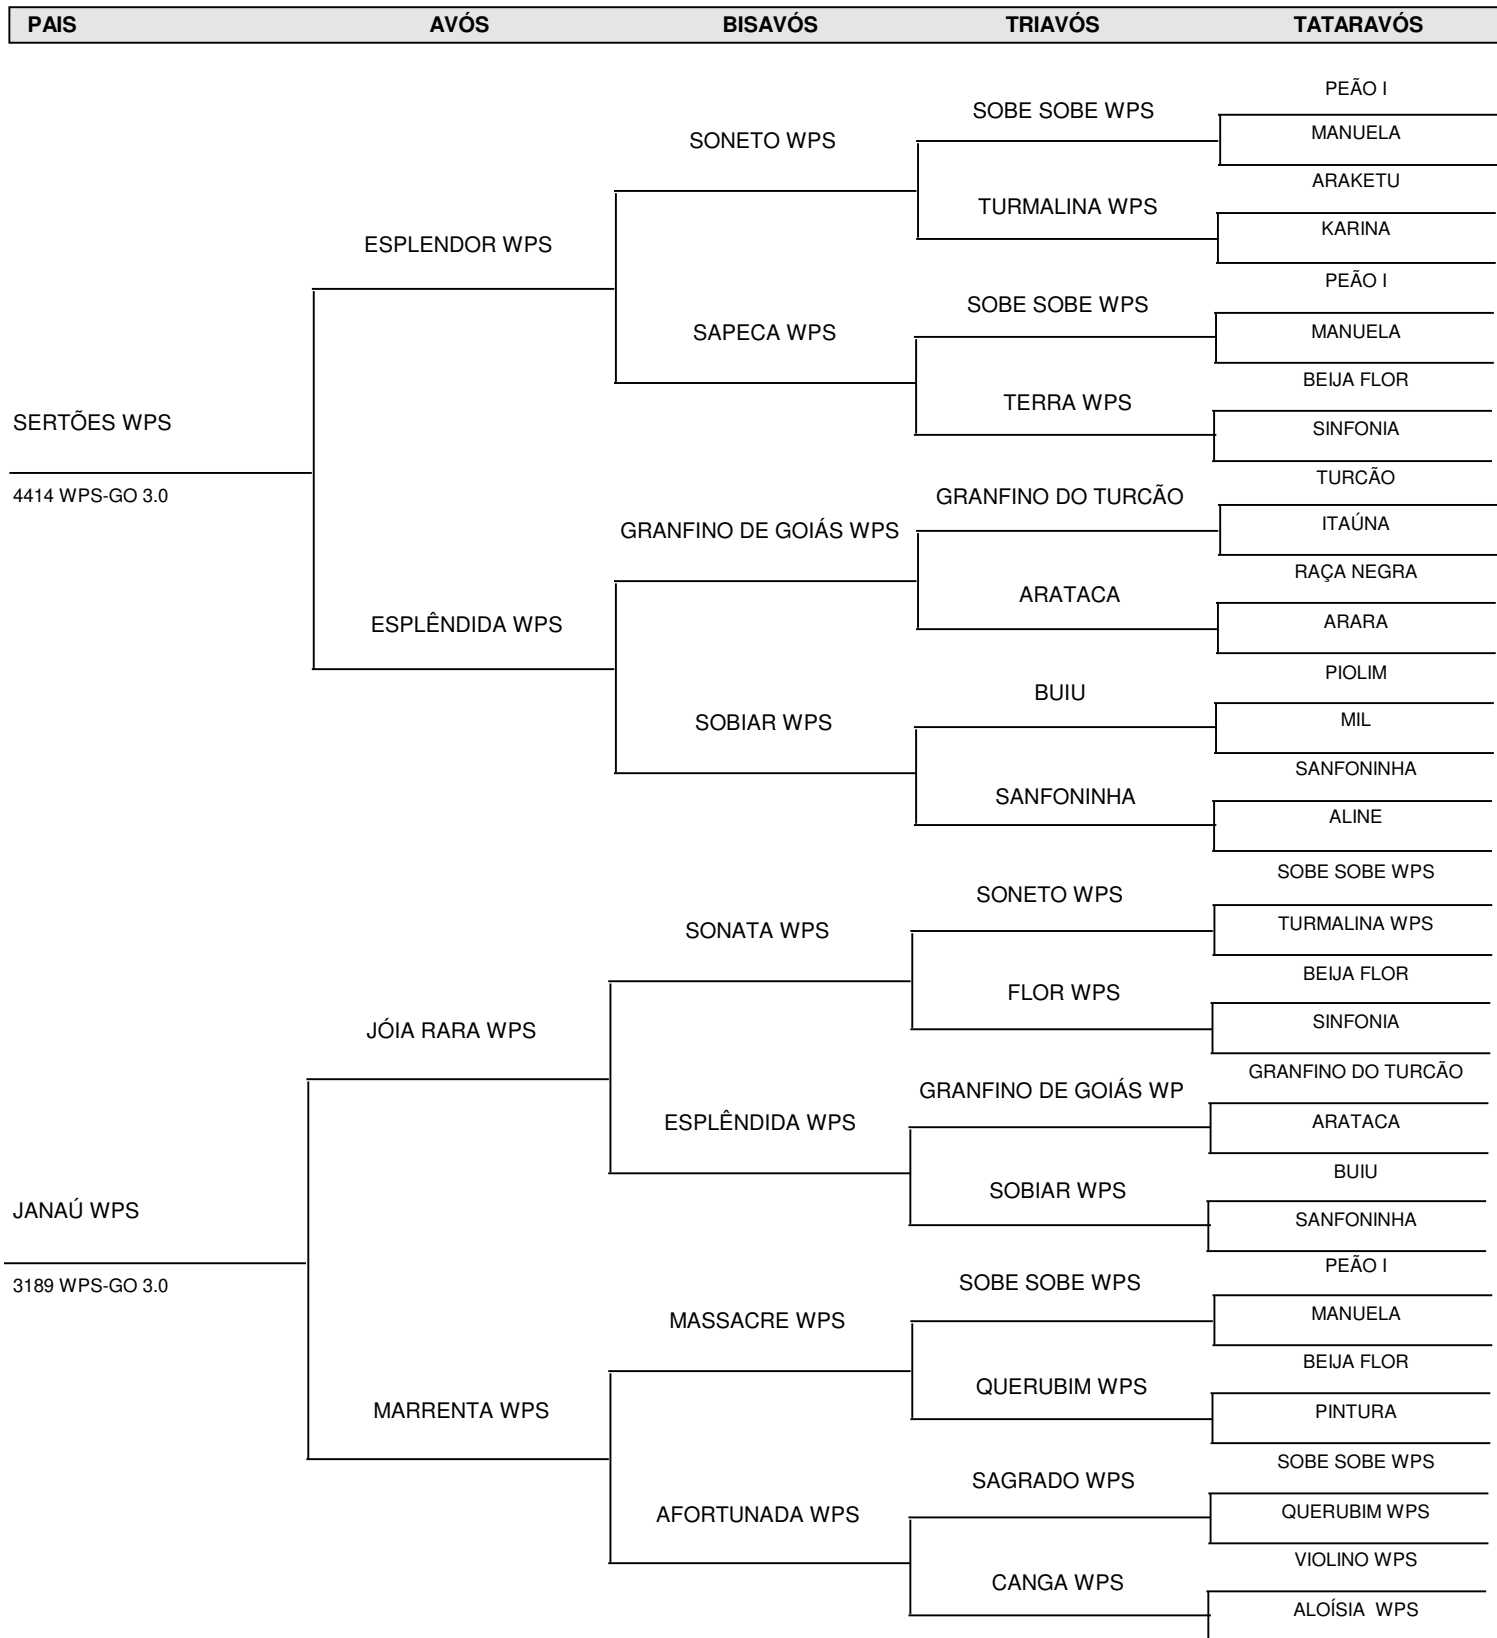 PAIS AVÓS BISAVÓS TRIAVÓS TATARAVÓS
PEÃO I
SOBE SOBE WPS
MANUELA
SONETO WPS
ARAKETU
TURMALINA WPS
KARINA
ESPLENDOR WPS
PEÃO I
SOBE SOBE WPS
MANUELA
SAPECA WPS
BEIJA FLOR
TERRA WPS
SINFONIA
SERTÕES WPS
4414 WPS-GO 3.0
TURCÃO
GRANFINO DO TURCÃO
ITAÚNA
GRANFINO DE GOIÁS WPS
RAÇA NEGRA
ARATACA
ARARA
ESPLÊNDIDA WPS
PIOLIM
BUIU
MIL
SOBIAR WPS
SANFONINHA
SANFONINHA
ALINE
SOBE SOBE WPS
SONETO WPS
TURMALINA WPS
SONATA WPS
BEIJA FLOR
FLOR WPS
SINFONIA
JÓIA RARA WPS
GRANFINO DO TURCÃO
GRANFINO DE GOIÁS WP
ARATACA
ESPLÊNDIDA WPS
BUIU
SOBIAR WPS
SANFONINHA
JANAÚ WPS
3189 WPS-GO 3.0
PEÃO I
SOBE SOBE WPS
MANUELA
MASSACRE WPS
BEIJA FLOR
QUERUBIM WPS
PINTURA
MARRENTA WPS
SOBE SOBE WPS
SAGRADO WPS
QUERUBIM WPS
AFORTUNADA WPS
VIOLINO WPS
CANGA WPS
ALOÍSIA WPS